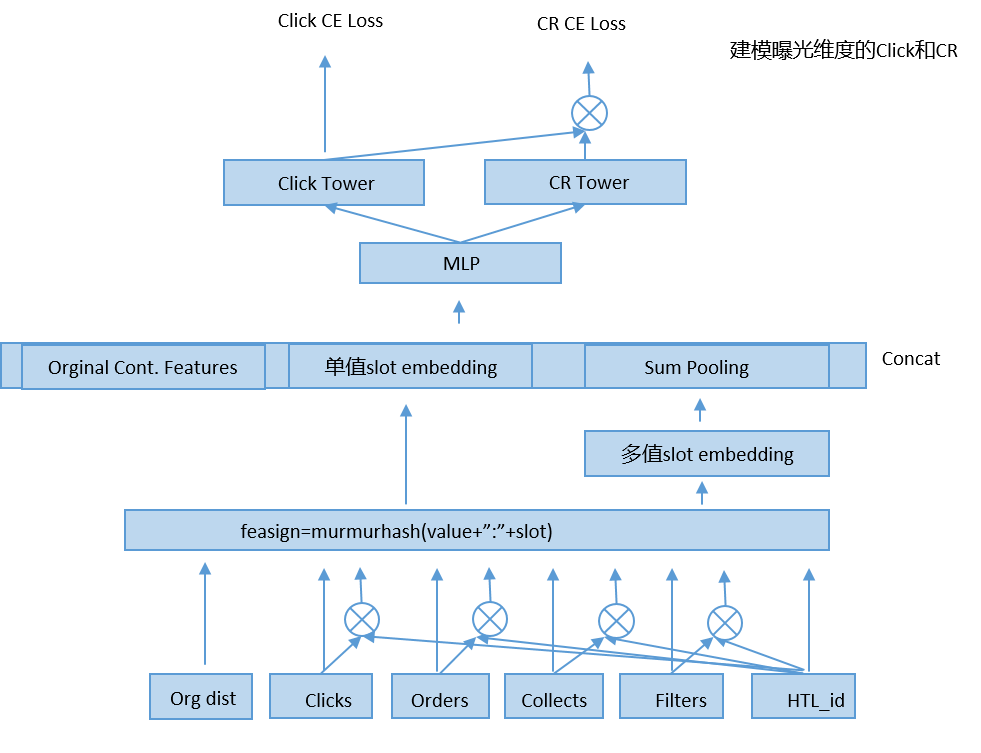 Click CE Loss
CR CE Loss
建模曝光维度的Click和CR
Click Tower
CR Tower
MLP
Orginal Cont. Features
单值slot embedding
Sum Pooling
Concat
多值slot embedding
feasign=murmurhash(value+”:”+slot)
Org dist
Clicks
Orders
Collects
Filters
HTL_id